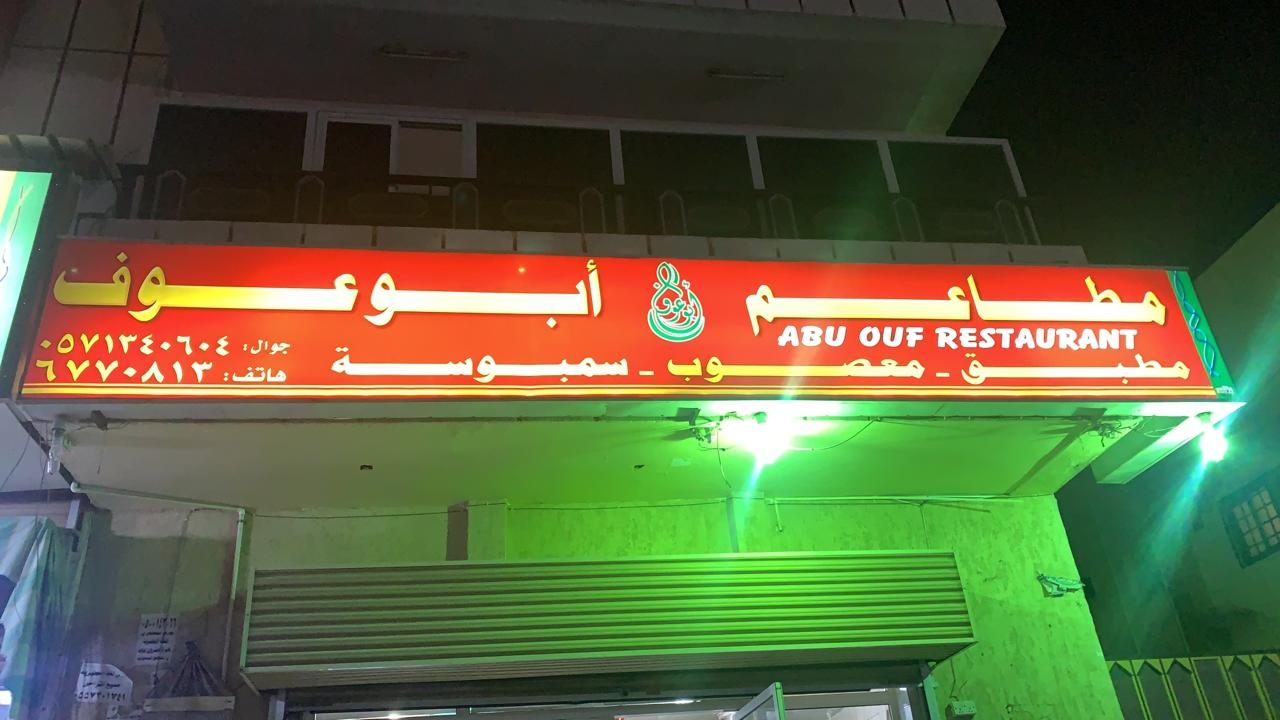 مطاعم أبو عوف
ABU OUF RESTAURANT
مطبق - معصوب - سمبوسة
جوال: ٠٥٧١٣٤٠٦٠٤
هاتف: ٦٧٧٠٨١٣